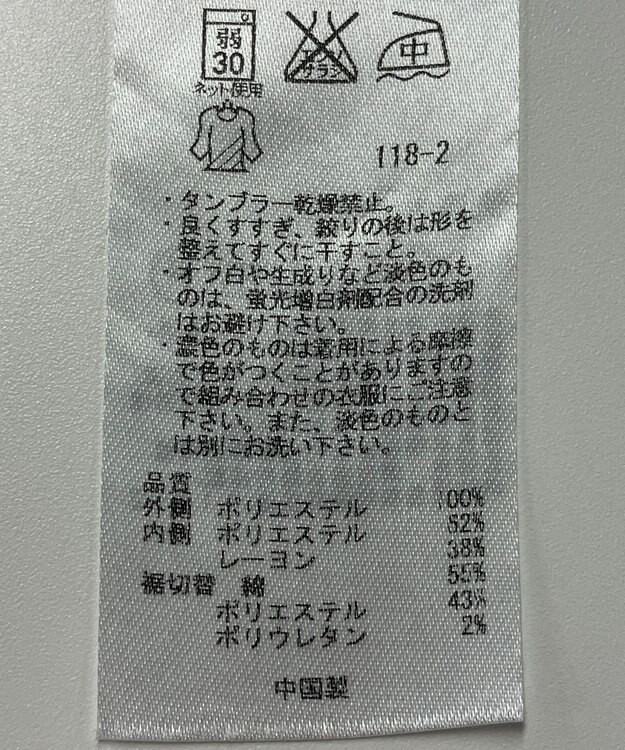 弱
30
ネット使用
エンソ
サラシ
中
118-2
・タンブラー乾燥禁止。
・良くすすぎ、絞りの後は形を
整えてすぐに干すこと。
・オフ白や生成りなど淡色のも
のは、蛍光増白剤配合の洗剤
はお避け下さい。
・濃色のものは着用による摩擦
で色がつくことがありますの
で組み合わせの衣服にご注意
下さい。また、淡色のものと
は別にお洗い下さい。
品質
外側 ポリエステル 100%
内側 ポリエステル 62%
レーヨン 38%
裾切替 綿 55%
ポリエステル 43%
ポリウレタン 2%
中国製